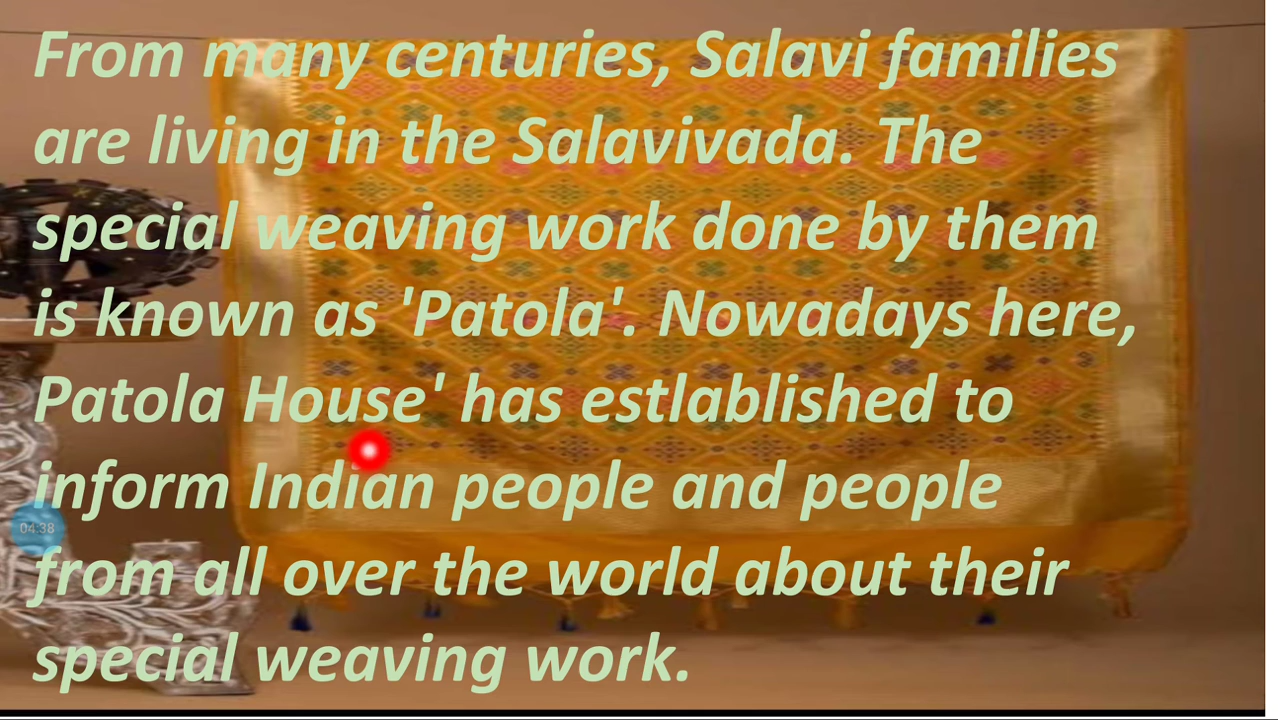 From many centuries, Salavi families
are living in the Salavivada. The
special weaving work done by them
is known as 'Patola'. Nowadays here,
Patola House' has estlablished to
inform Indian people and people
04:38
from all over the world about their
special weaving work.